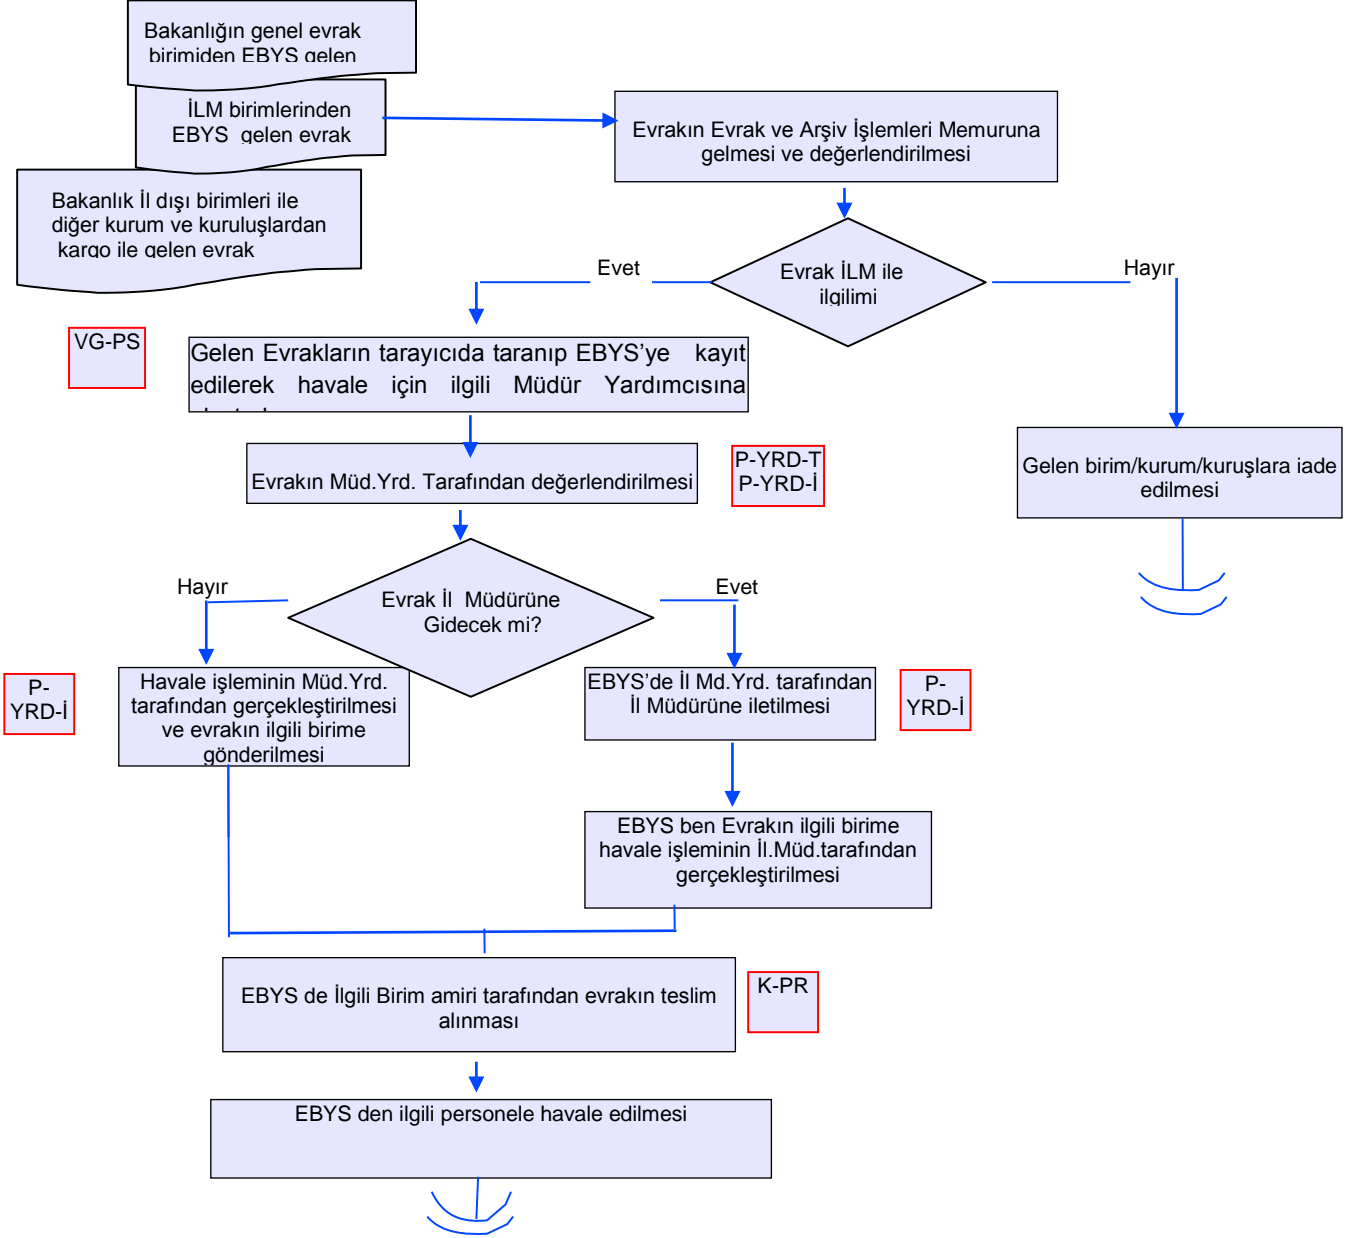 Bakanlığın genel evrak
birimiden EBYS gelen
İLM birimlerinden
EBYS gelen evrak
Bakanlık İl dışı birimleri ile
diğer kurum ve kuruluşlardan
kargo ile gelen evrak
Evrakın Evrak ve Arşiv İşlemleri Memuruna
gelmesi ve değerlendirilmesi
Evrak İLM ile
ilgilimi
Evet
Hayır
VG-PS
Gelen Evrakların tarayıcıda taranıp EBYS’ye kayıt
edilerek havale için ilgili Müdür Yardımcısına
Evrakın Müd.Yrd. Tarafından değerlendirilmesi
P-YRD-T
P-YRD-İ
Gelen birim/kurum/kuruşlara iade
edilmesi
Evrak İl Müdürüne
Gidecek mi?
Hayır
Evet
P-
YRD-İ
Havale işleminin Müd.Yrd.
tarafından gerçekleştirilmesi
ve evrakın ilgili birime
gönderilmesi
EBYS’de İl Md.Yrd. tarafından
İl Müdürüne iletilmesi
P-
YRD-İ
EBYS ben Evrakın ilgili birime
havale işleminin İl.Müd.tarafından
gerçekleştirilmesi
EBYS de İlgili Birim amiri tarafından evrakın teslim
alınması
K-PR
EBYS den ilgili personele havale edilmesi